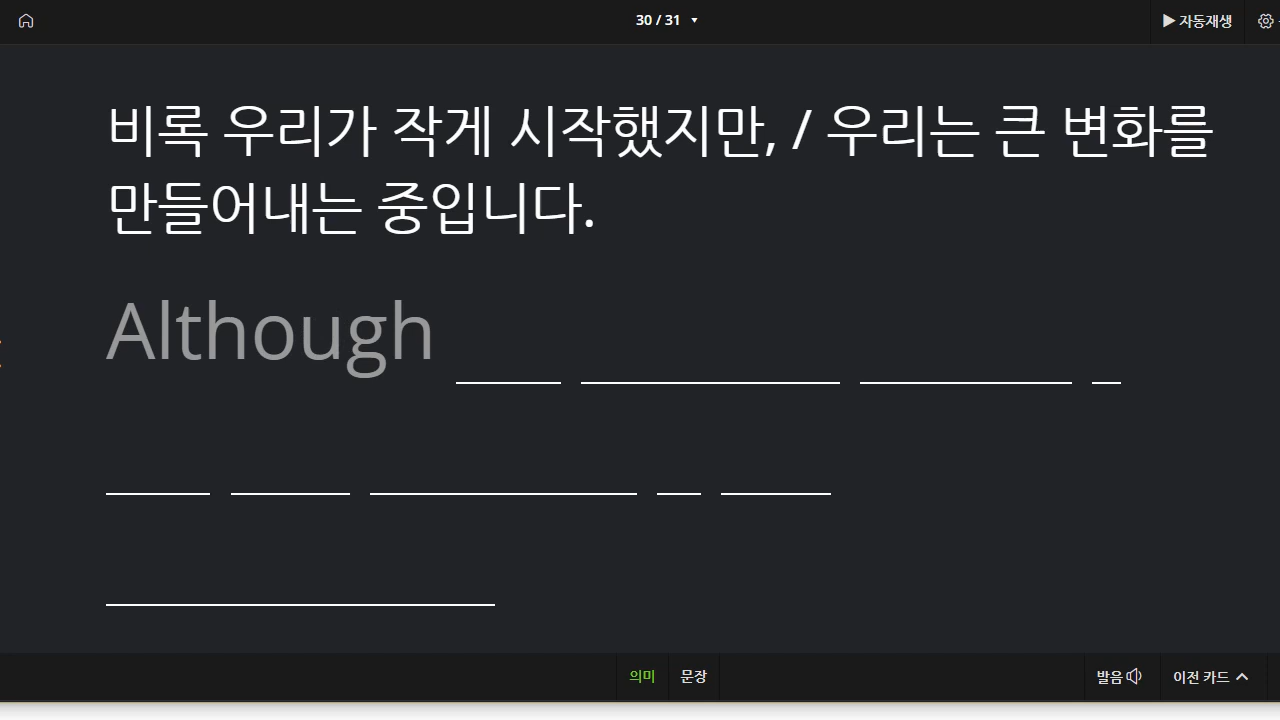 30 / 31 ▼
▶ 자동재생
비록 우리가 작게 시작했지만, / 우리는 큰 변화를
만들어내는 중입니다.
Although
의미 문장
발음 이전 카드